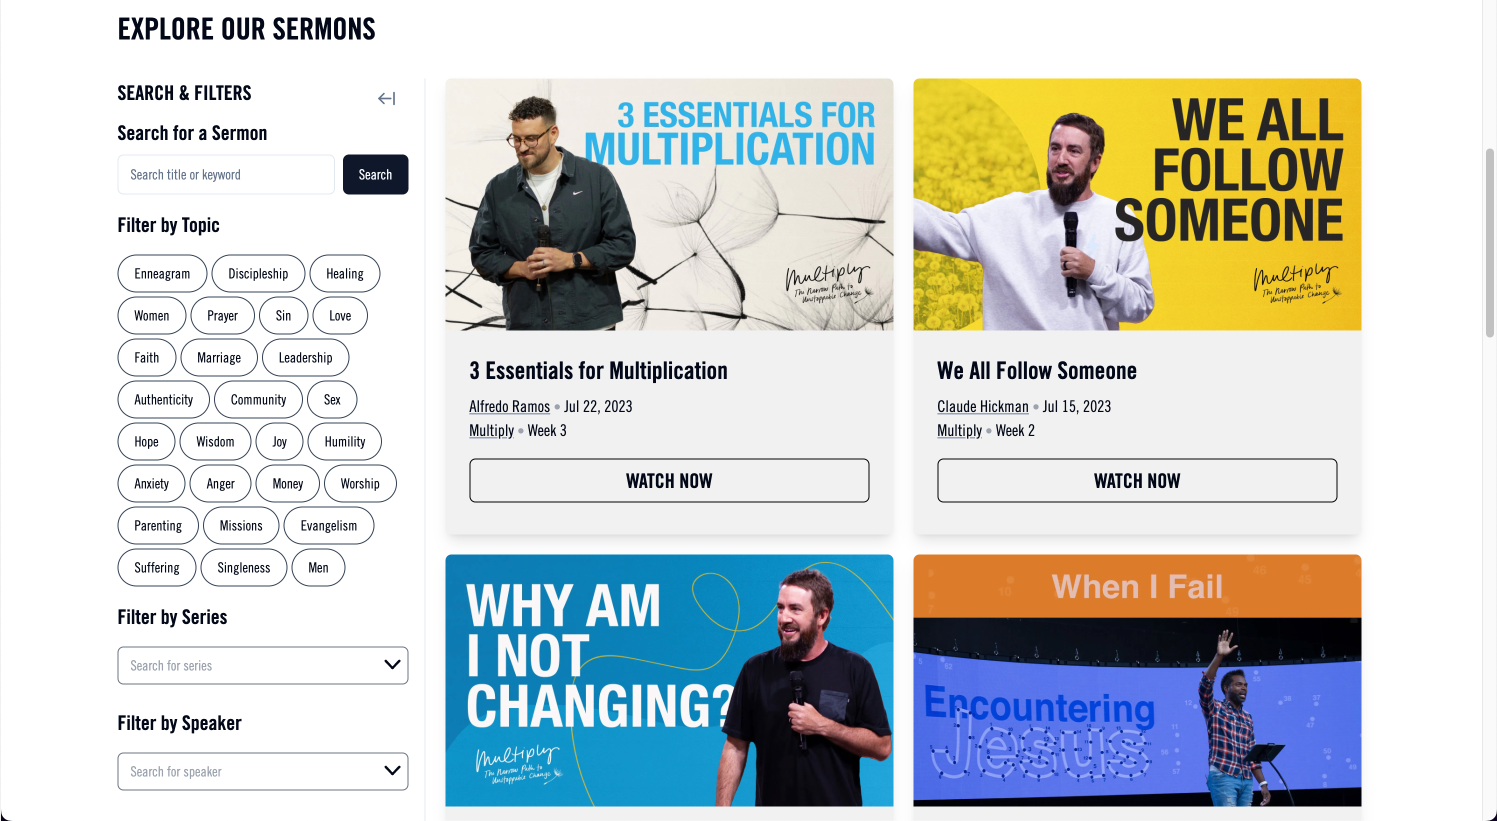 EXPLORE OUR SERMONS
SEARCH & FILTERS
Search for a Sermon
Search title or keyword
Search
Filter by Topic
Enneagram
Discipleship
Healing
Women
Prayer
Sin
Love
Faith
Marriage
Leadership
Authenticity
Community
Sex
Hope
Wisdom
Joy
Humility
Anxiety
Anger
Money
Worship
Parenting
Missions
Evangelism
Suffering
Singleness
Men
Filter by Series
Search for series
Filter by Speaker
Search for speaker
3 ESSENTIALS FOR
MULTIPLICATION
Multiply
The Narrow Path to
Unstoppable Change
3 Essentials for Multiplication
Alfredo Ramos • Jul 22, 2023
Multiply • Week 3
WATCH NOW
WE ALL
FOLLOW
SOMEONE
Multiply
The Narrow Path to
Unstoppable Change
We All Follow Someone
Claude Hickman • Jul 15, 2023
Multiply • Week 2
WATCH NOW
WHY AM
I NOT
CHANGING?
Multiply
The Narrow Path to
Unstoppable Change
When I Fail
Encountering
Jesus